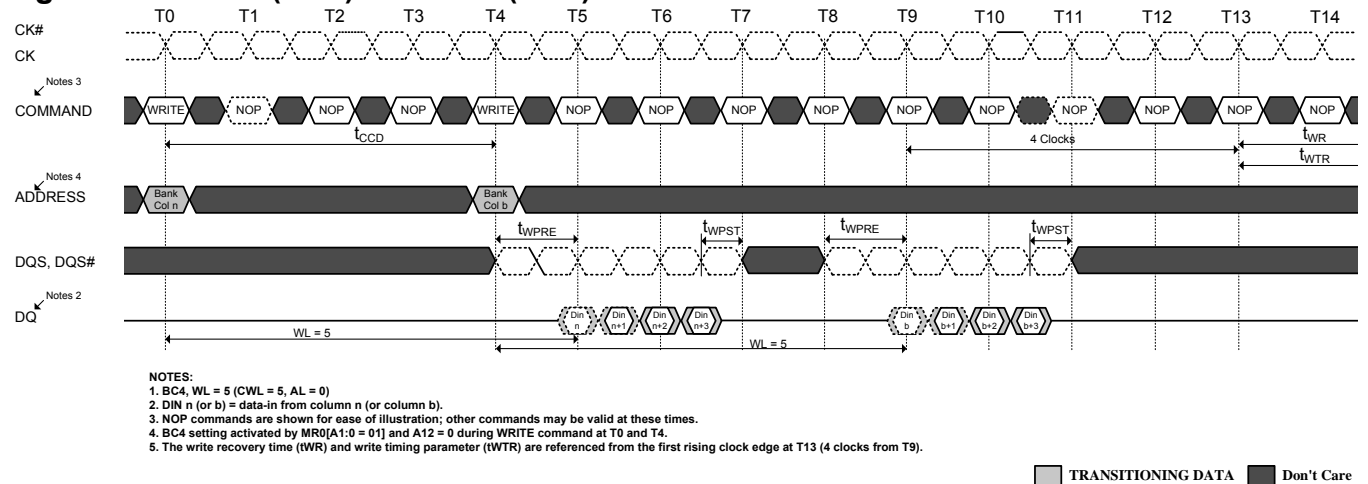 T0 T1 T2 T3 T4 T5 T6 T7 T8 T9 T10 T11 T12 T13 T14
CK#
CK
Notes 3
COMMAND
WRITE NOP NOP NOP WRITE NOP NOP NOP NOP NOP NOP NOP NOP NOP NOP
tCCD
4 Clocks
tWR
tWTR
Notes 4
ADDRESS
Bank
Col n
Bank
Col b
tWPRE tWPST tWPRE tWPST
DQS, DQS#
Notes 2
DQ
Din
n
Din
n+1
Din
n+2
Din
n+3
Din
b
Din
b+1
Din
b+2
Din
b+3
WL = 5
WL = 5
NOTES:
1. BC4, WL = 5 (CWL = 5, AL = 0)
2. DIN n (or b) = data-in from column n (or column b).
3. NOP commands are shown for ease of illustration; other commands may be valid at these times.
4. BC4 setting activated by MR0[A1:0 = 01] and A12 = 0 during WRITE command at T0 and T4.
5. The write recovery time (tWR) and write timing parameter (tWTR) are referenced from the first rising clock edge at T13 (4 clocks from T9).
TRANSITIONING DATA Don't Care